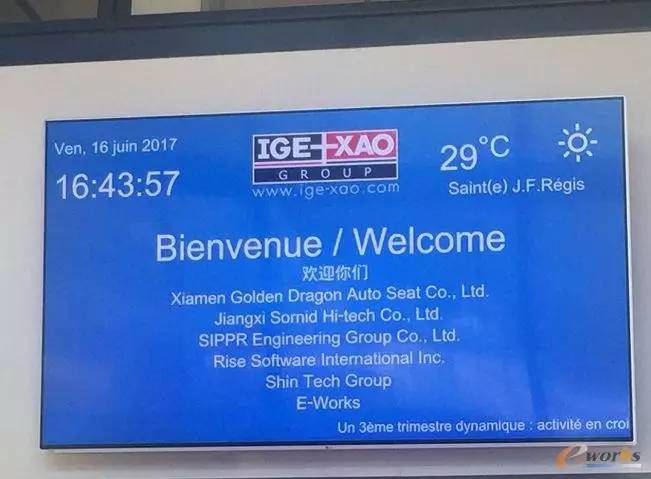 Ven, 16 juin 2017
16:43:57
IGE+XAO
GROUP
www.ige-xao.com
29°C
Saint(e) J.F.Régis
Bienvenue / Welcome
欢迎你们
Xiamen Golden Dragon Auto Seat Co., Ltd.
Jiangxi Sornid Hi-tech Co., Ltd.
SIPPR Engineering Group Co., Ltd.
Rise Software International Inc.
Shin Tech Group
E-Works
Un 3ème trimestre dynamique : activité en croi
eworks